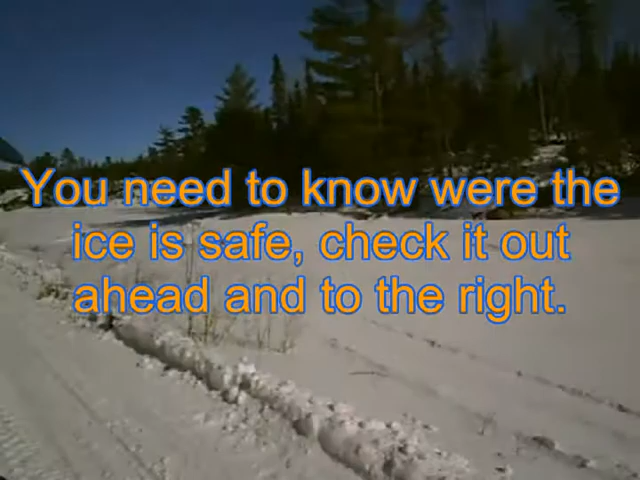 You need to know were the
ice is safe, check it out
ahead and to the right.